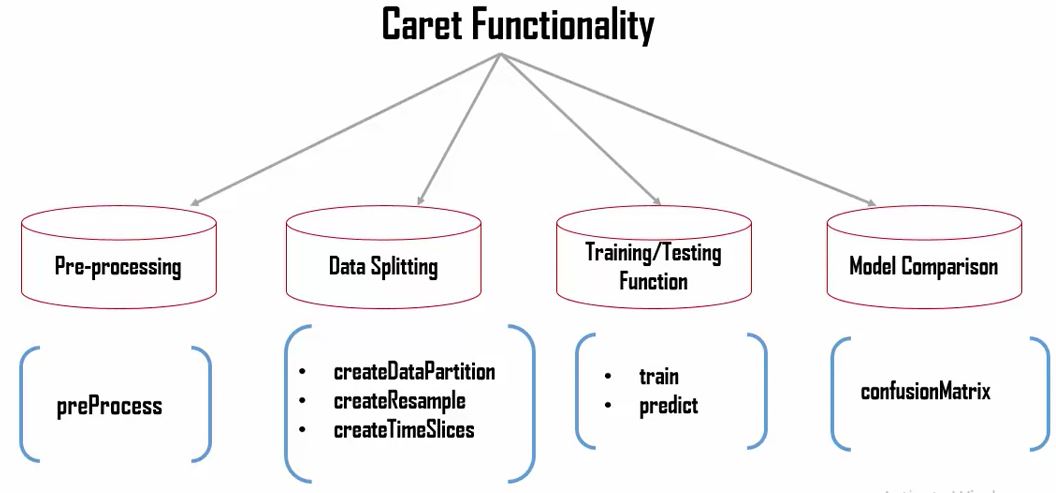 Caret Functionality
Pre-processing
Data Splitting
Training/Testing
Function
Model Comparison
preProcess
• createDataPartition
• createResample
• createTimeSlices
• train
• predict
confusionMatrix